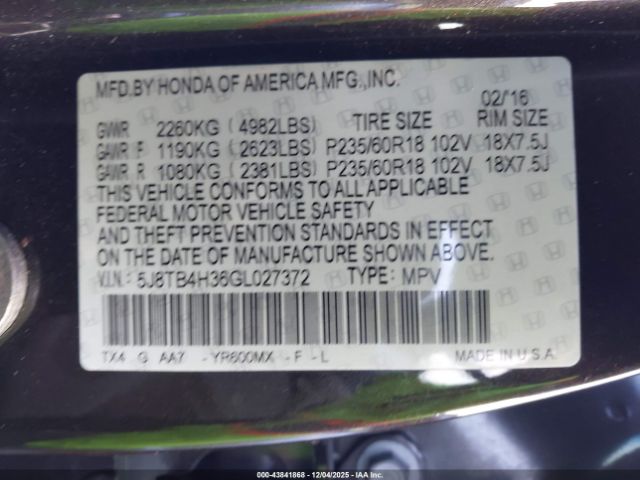 MFD.BY HONDA OF AMERICA MFG., INC.
02/'16
GVWR 2260KG ( 4982LBS) TIRE SIZE RIM SIZE
GAWR F 1190KG ( 2623LBS) P235/60R18 102V 18X7.5J
GAWR R 1080KG ( 2381LBS) P235/60R18 102V 18X7.5J
THIS VEHICLE CONFORMS TO ALL APPLICABLE
FEDERAL MOTOR VEHICLE SAFETY
AND THEFT PREVENTION STANDARDS IN EFFECT
ON THE DATE OF MANUFACTURE SHOWN ABOVE.
V.I.N.: 5J8TB4H36GL027372 TYPE: MPV
TX4 G AA7 -YR600MX -F -L MADE IN U.S.A
000-43841868 - 12/04/2025 - IAAI.COM